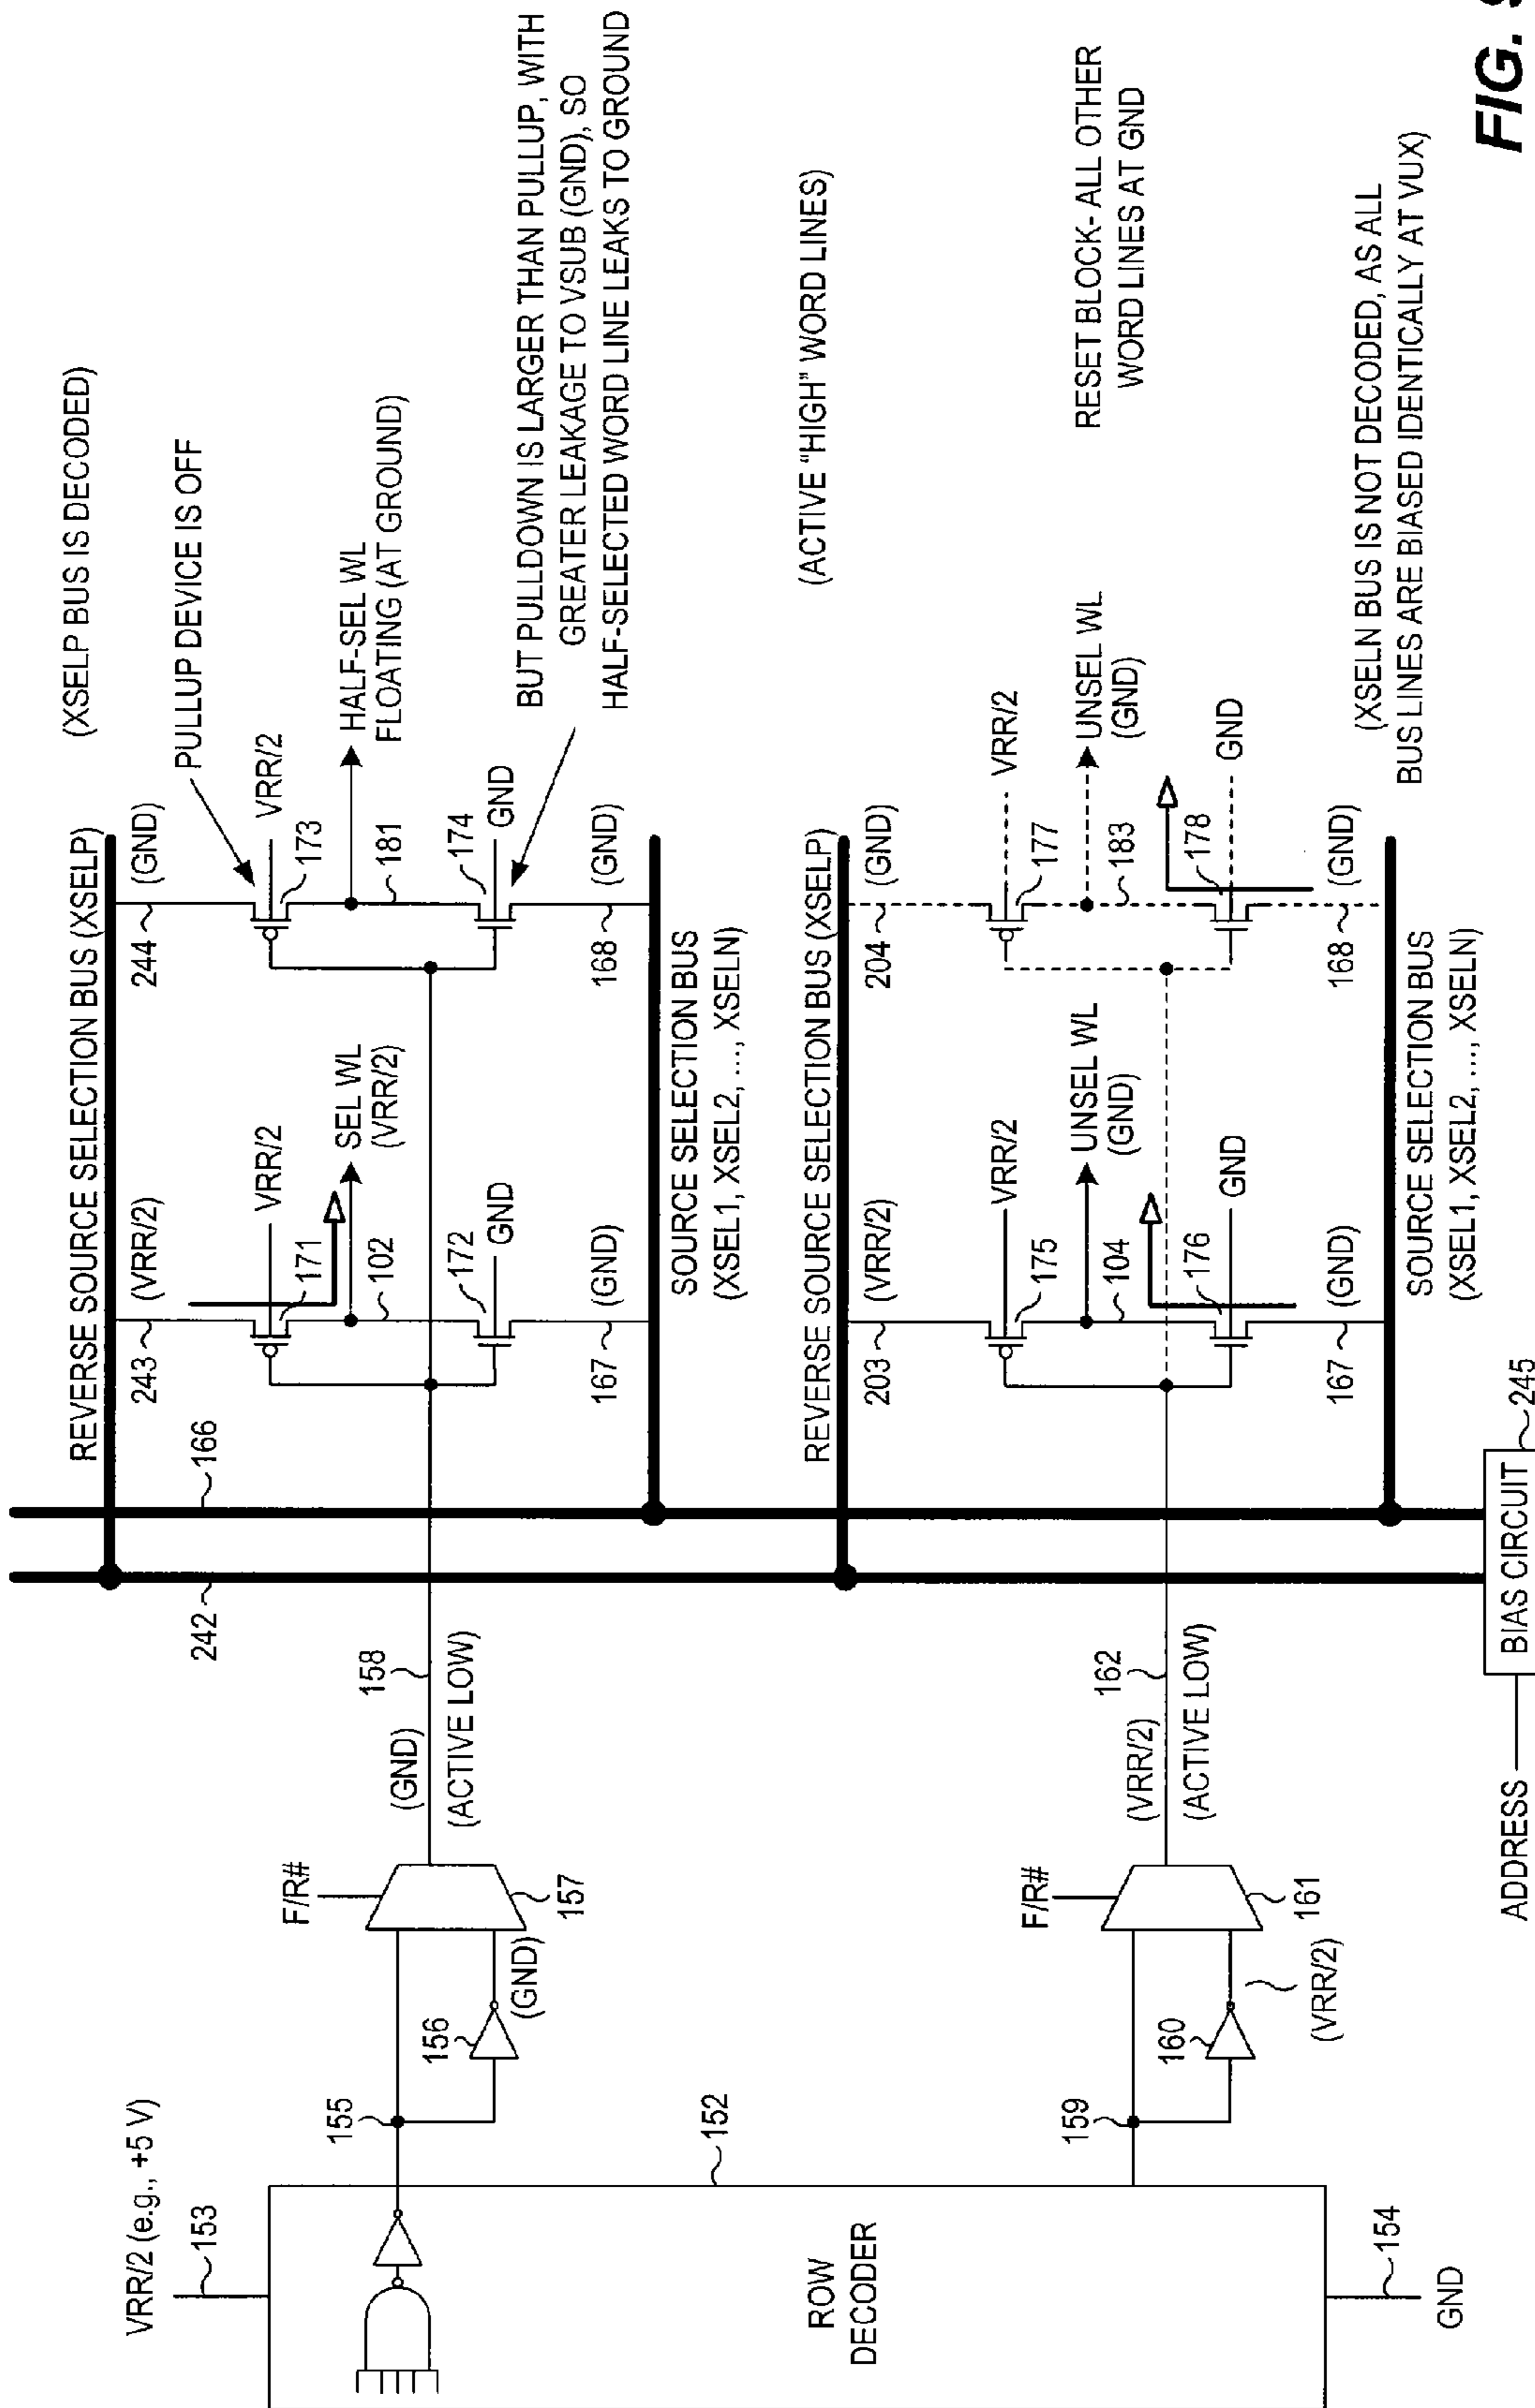 VRR/2 (e.g., +5 V)
153
155
156
(GND)
F/R#
157
152
ROW
DECODER
159
160
(VRR/2)
F/R#
161
154
GND
(GND)
158
(ACTIVE LOW)
(VRR/2)
162
(ACTIVE LOW)
242
166
ADDRESS
BIAS CIRCUIT
245
REVERSE SOURCE SELECTION BUS (XSELP)
243
(VRR/2)
VRR/2
171
SEL WL
(VRR/2)
102
172
GND
167
(GND)
244
(GND)
VRR/2
173
HALF-SEL WL
FLOATING (AT GROUND)
181
174
GND
168
(GND)
SOURCE SELECTION BUS
(XSEL1, XSEL2, ..., XSELN)
(XSELP BUS IS DECODED)
PULLUP DEVICE IS OFF
BUT PULLDOWN IS LARGER THAN PULLUP, WITH
GREATER LEAKAGE TO VSUB (GND), SO
HALF-SELECTED WORD LINE LEAKS TO GROUND
(ACTIVE "HIGH" WORD LINES)
REVERSE SOURCE SELECTION BUS (XSELP)
203
(VRR/2)
VRR/2
175
UNSEL WL
(GND)
104
176
GND
167
(GND)
204
(GND)
VRR/2
177
UNSEL WL
(GND)
183
178
GND
168
(GND)
SOURCE SELECTION BUS
(XSEL1, XSEL2, ..., XSELN)
RESET BLOCK- ALL OTHER
WORD LINES AT GND
(XSELN BUS IS NOT DECODED, AS ALL
BUS LINES ARE BIASED IDENTICALLY AT VUX)
FIG.